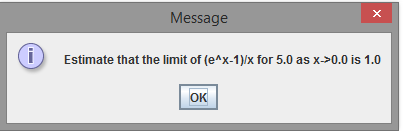 Message
x
Estimate that the limit of (e^x-1)/x for 5.0 as x->0.0 is 1.0
OK